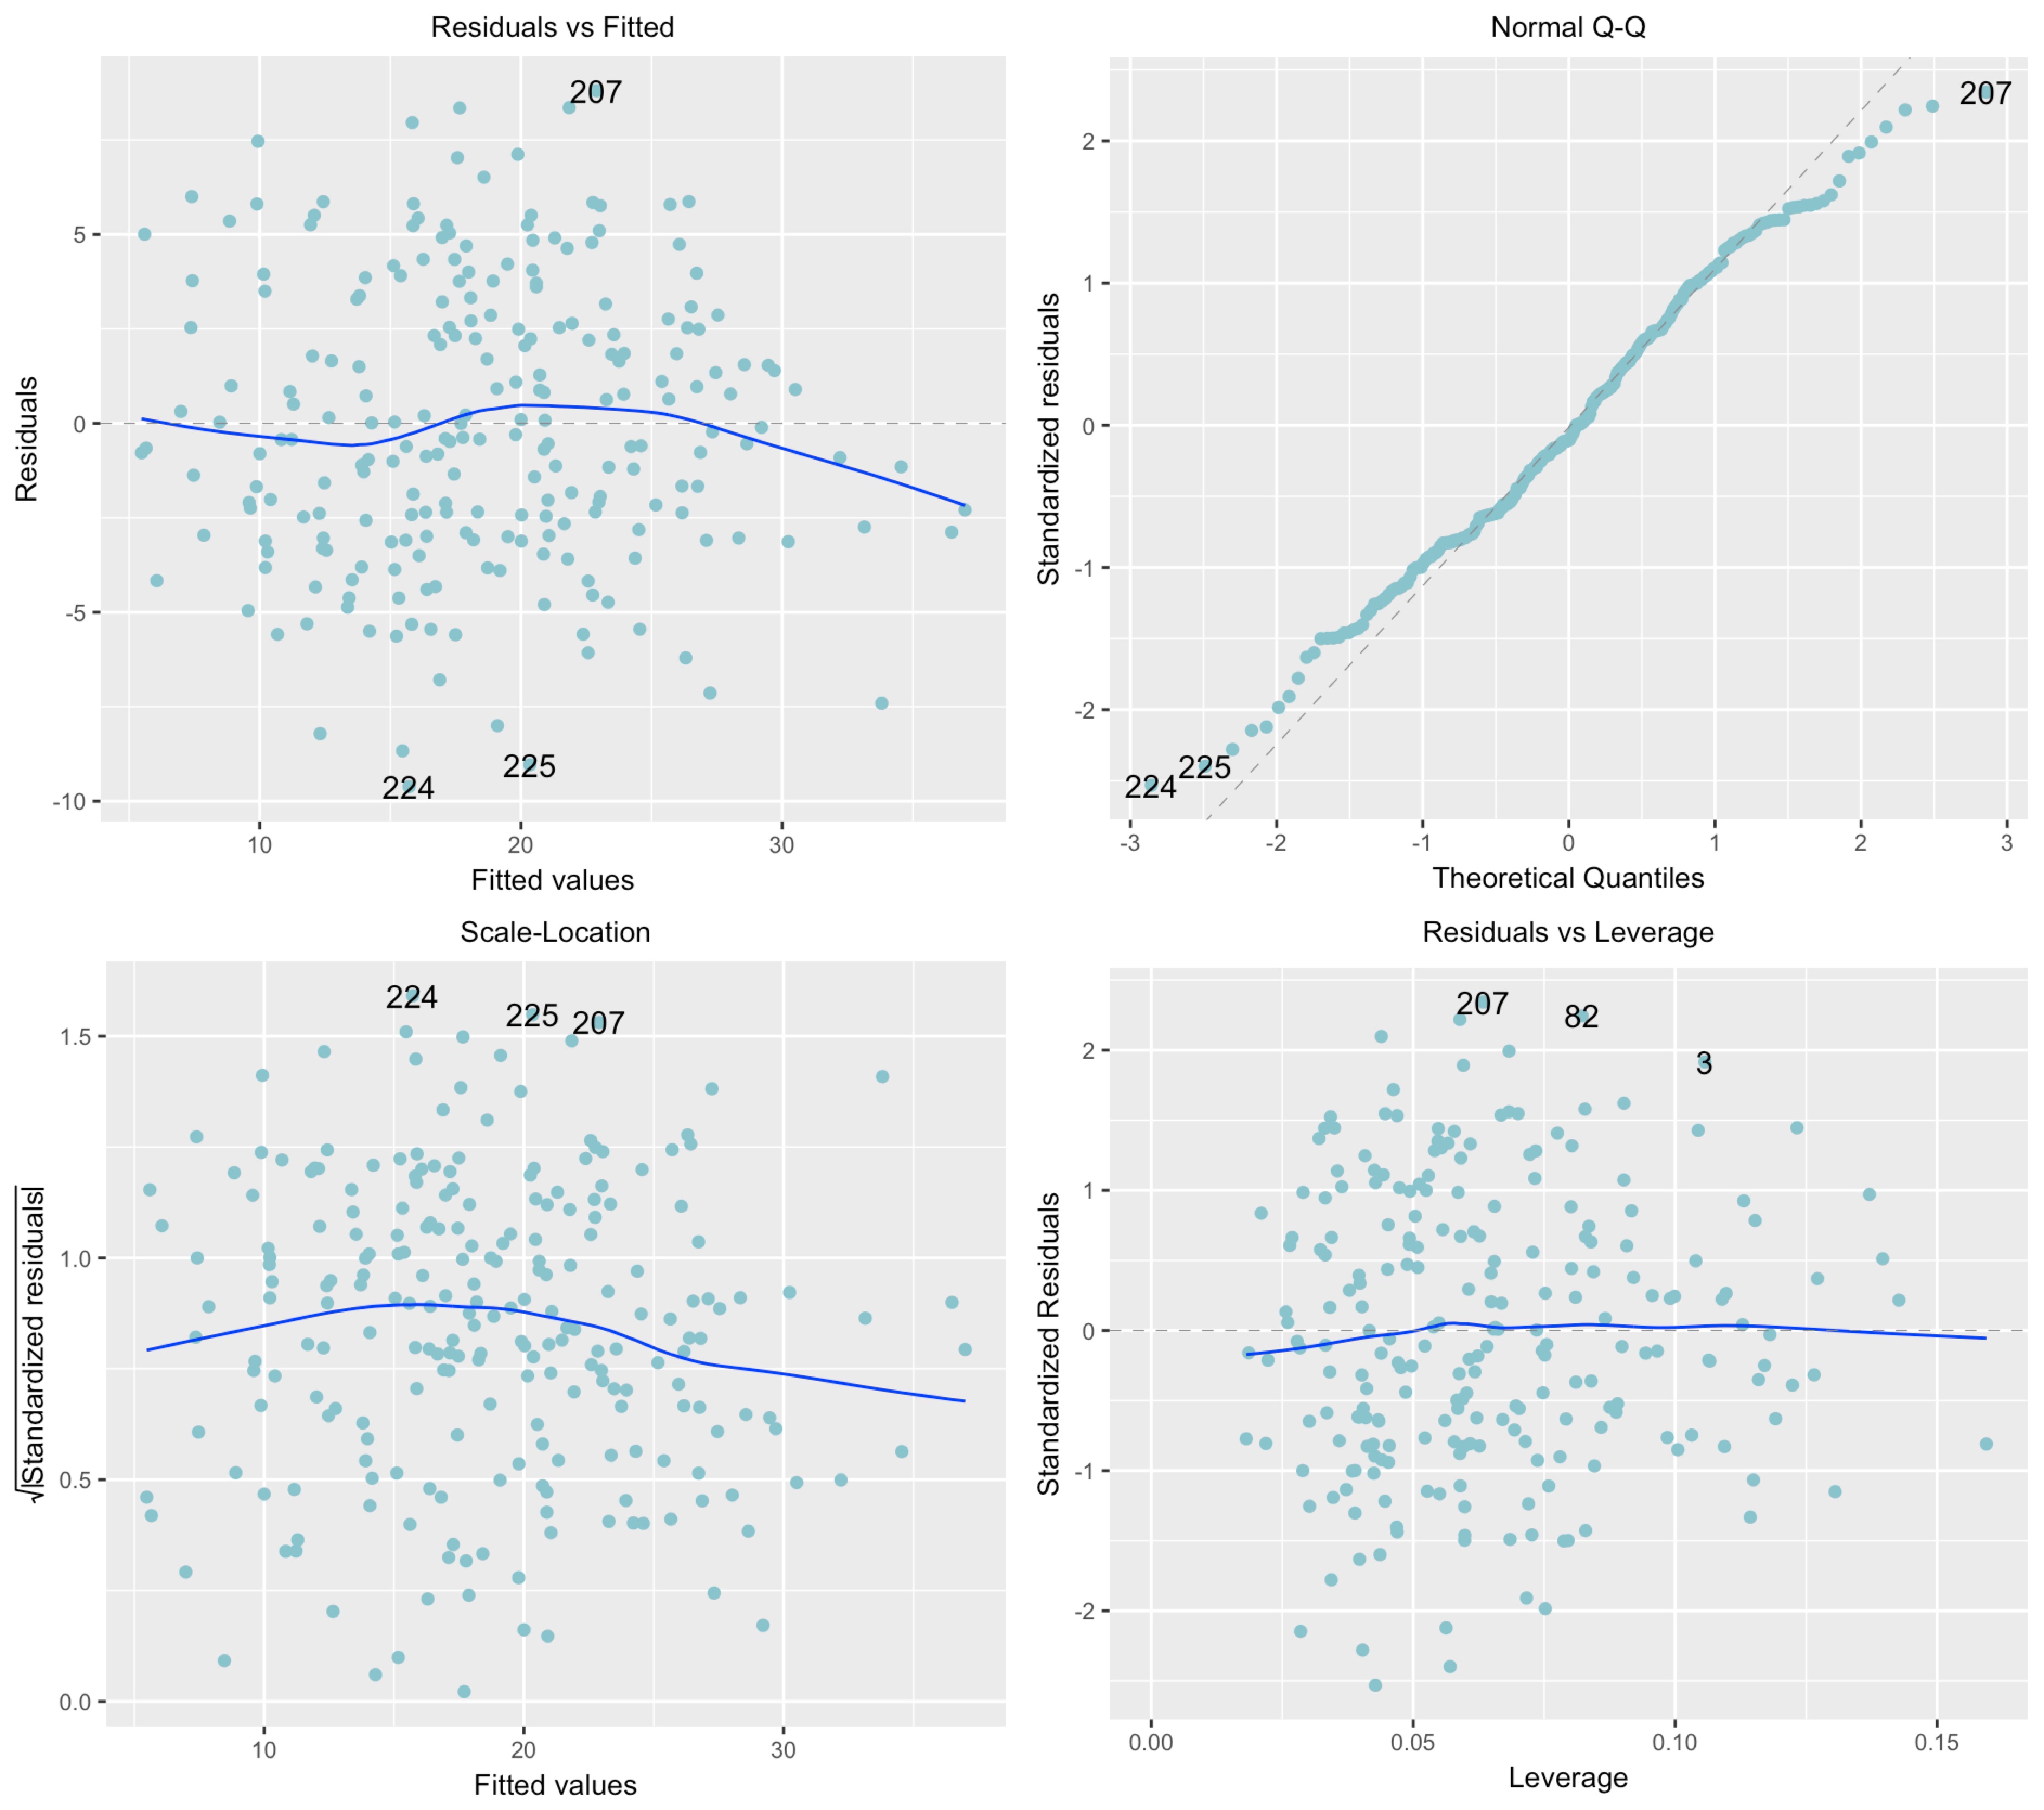 Residuals vs Fitted
207
225
224
5
0
-5
-10
10 20 30
Residuals
Fitted values
Normal Q-Q
207
225
224
2
1
0
-1
-2
-3 -2 -1 0 1 2 3
Standardized residuals
Theoretical Quantiles
Scale-Location
224
225
207
1.5
1.0
0.5
0.0
10 20 30
√|Standardized residuals|
Fitted values
Residuals vs Leverage
207
82
3
2
1
0
-1
-2
0.00 0.05 0.10 0.15
Standardized Residuals
Leverage